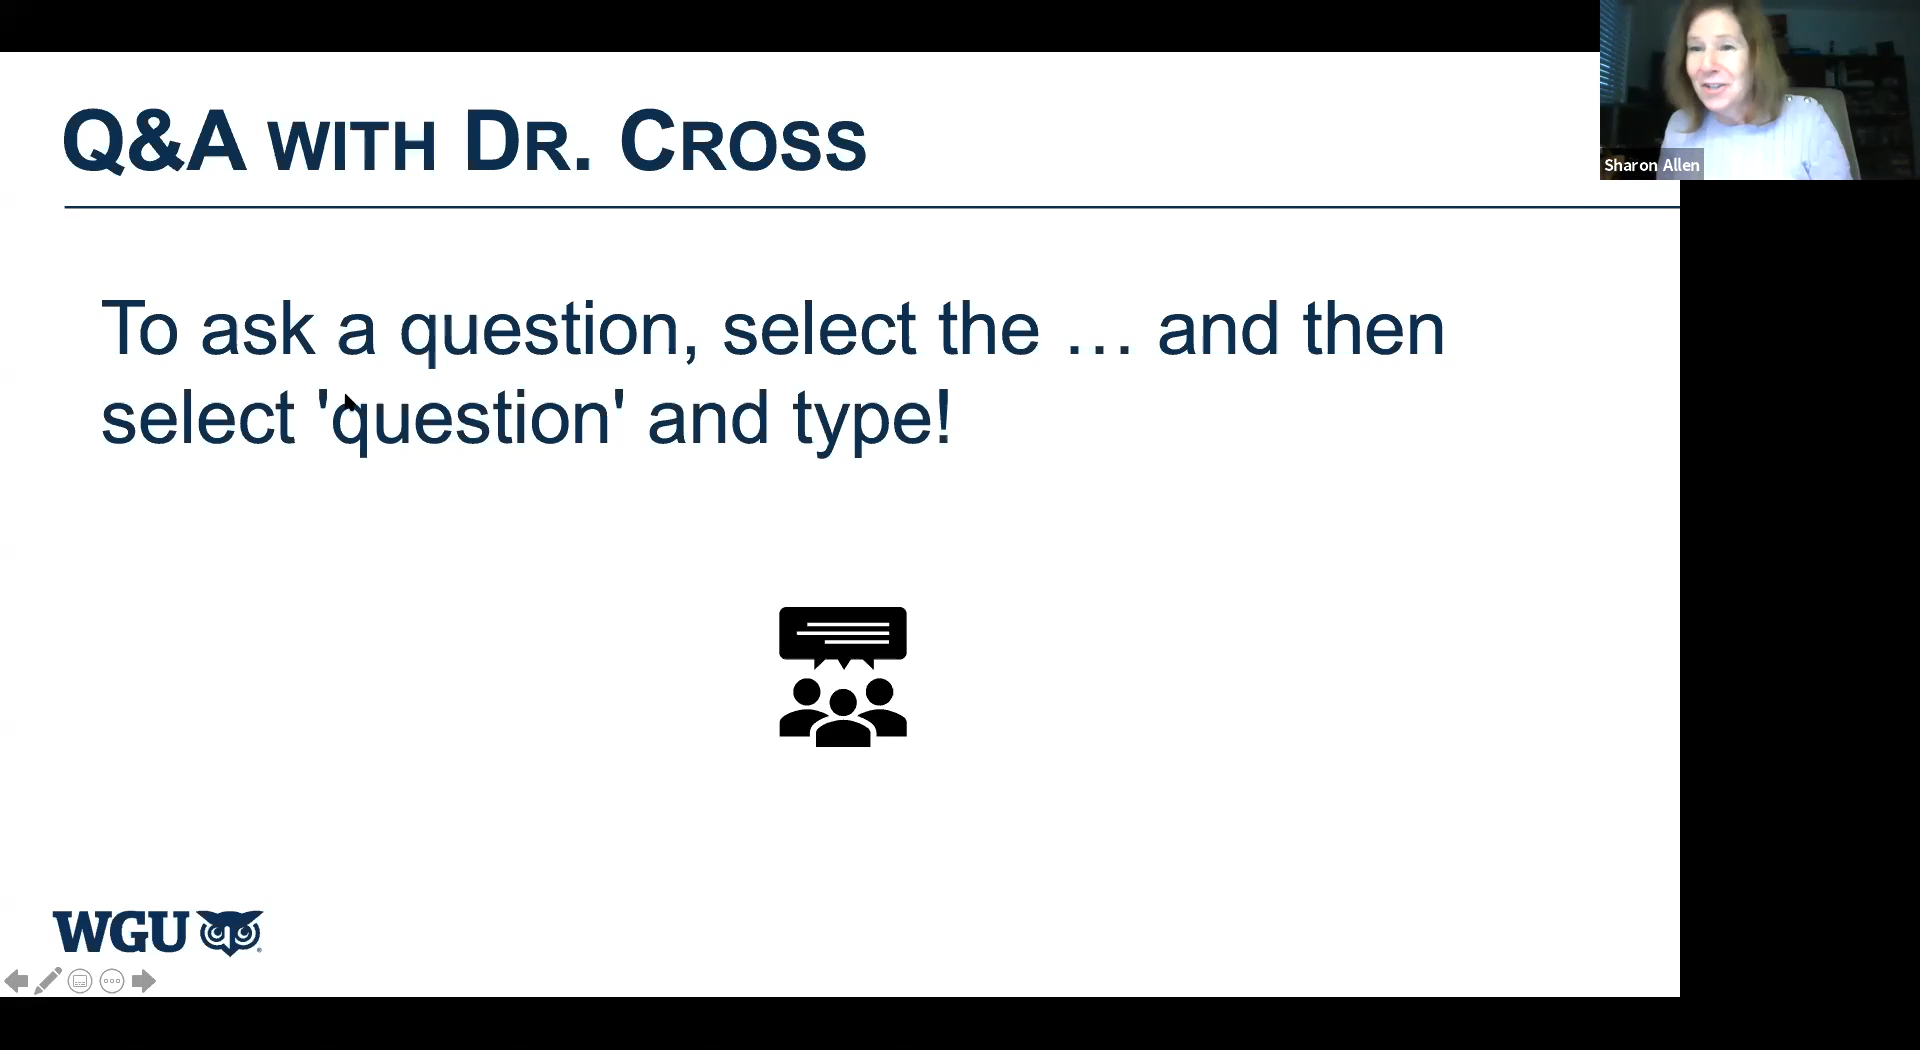 Q&A WITH DR. CROSS
Sharon Allen
To ask a question, select the … and then
select 'question' and type!
WGU